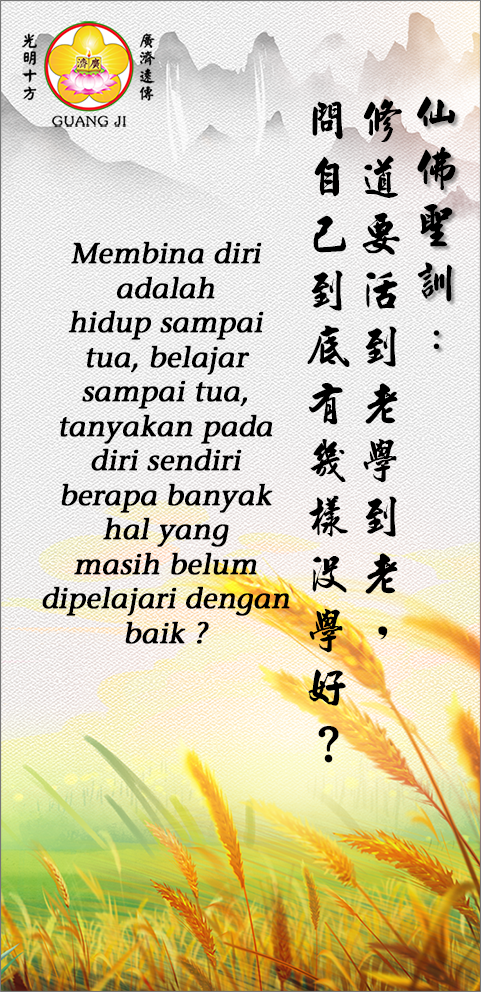 光明十方
廣濟遠傳
廣濟
GUANG JI
仙佛聖訓：
修道要活到老學到老，
問自己到底有幾樣沒學好？
Membina diri
adalah
hidup sampai
tua, belajar
sampai tua,
tanyakan pada
diri sendiri
berapa banyak
hal yang
masih belum
dipelajari dengan
baik ?